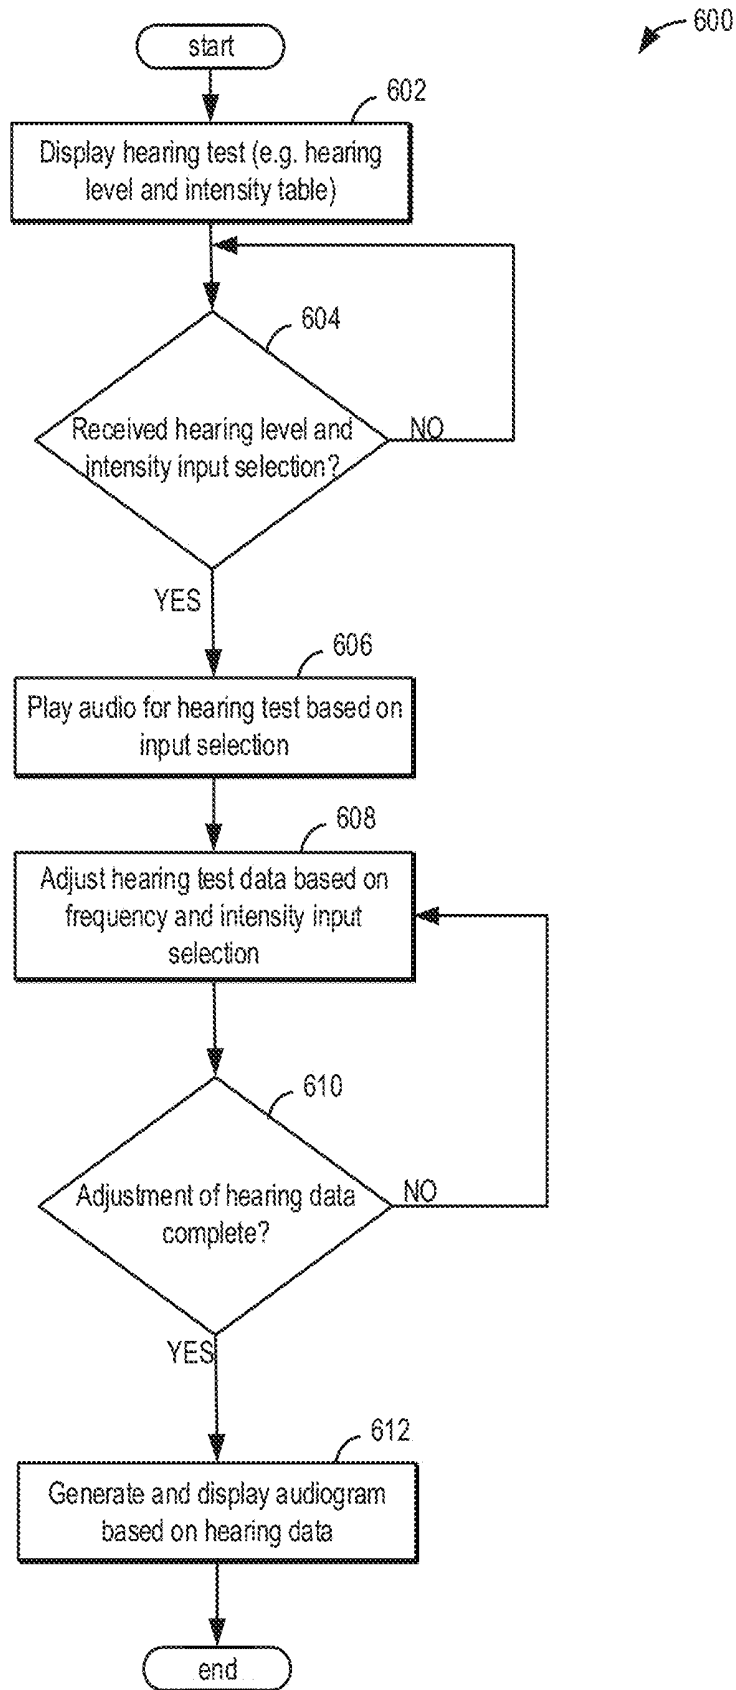 600
start
602
Display hearing test (e.g. hearing
level and intensity table)
604
Received hearing level and
intensity input selection?
NO
YES
606
Play audio for hearing test based on
input selection
608
Adjust hearing test data based on
frequency and intensity input
selection
610
Adjustment of hearing data
complete?
NO
YES
612
Generate and display audiogram
based on hearing data
end